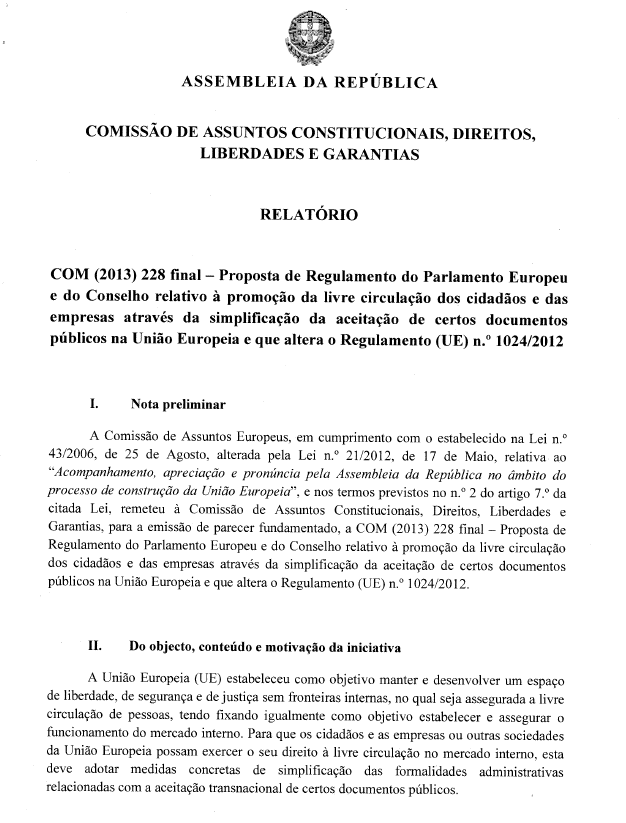 ASSEMBLEIA DA REPÚBLICA
COMISSÃO DE ASSUNTOS CONSTITUCIONAIS, DIREITOS,
LIBERDADES E GARANTIAS
RELATÓRIO
COM (2013) 228 final – Proposta de Regulamento do Parlamento Europeu
e do Conselho relativo à promoção da livre circulação dos cidadãos e das
empresas através da simplificação da aceitação de certos documentos
públicos na União Europeia e que altera o Regulamento (UE) n.º 1024/2012
I. Nota preliminar
A Comissão de Assuntos Europeus, em cumprimento com o estabelecido na Lei n.º
43/2006, de 25 de Agosto, alterada pela Lei n.º 21/2012, de 17 de Maio, relativa ao
“Acompanhamento, apreciação e pronúncia pela Assembleia da República no âmbito do
processo de construção da União Europeia”, e nos termos previstos no n.º 2 do artigo 7.º da
citada Lei, remeteu à Comissão de Assuntos Constitucionais, Direitos, Liberdades e
Garantias, para a emissão de parecer fundamentado, a COM (2013) 228 final – Proposta de
Regulamento do Parlamento Europeu e do Conselho relativo à promoção da livre circulação
dos cidadãos e das empresas através da simplificação da aceitação de certos documentos
públicos na União Europeia e que altera o Regulamento (UE) n.º 1024/2012.
II. Do objecto, conteúdo e motivação da iniciativa
A União Europeia (UE) estabeleceu como objetivo manter e desenvolver um espaço
de liberdade, de segurança e de justiça sem fronteiras internas, no qual seja assegurada a livre
circulação de pessoas, tendo fixando igualmente como objetivo estabelecer e assegurar o
funcionamento do mercado interno. Para que os cidadãos e as empresas ou outras sociedades
da União Europeia possam exercer o seu direito à livre circulação no mercado interno, esta
deve adotar medidas concretas de simplificação das formalidades administrativas
relacionadas com a aceitação transnacional de certos documentos públicos.